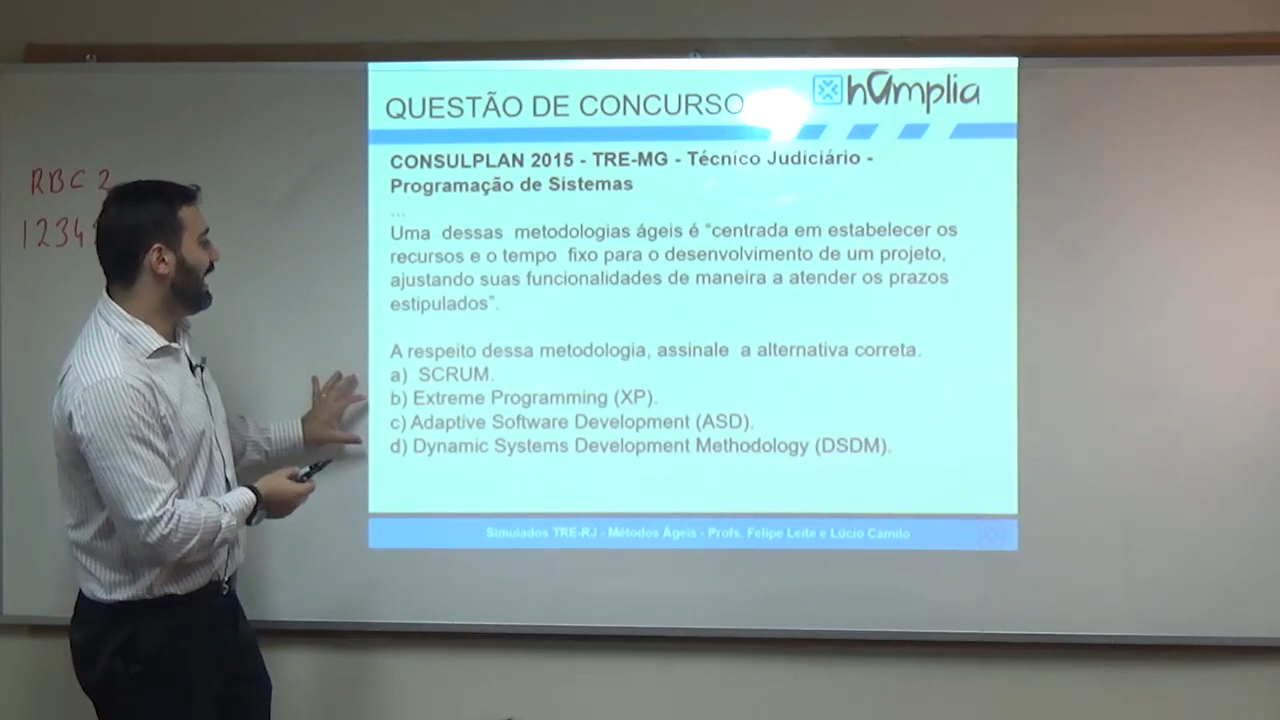 QUESTÃO DE CONCURSO
hamplia
CONSULPLAN 2015 - TRE-MG - Técnico Judiciário -
Programação de Sistemas
...
Uma dessas metodologias ágeis é “centrada em estabelecer os
recursos e o tempo fixo para o desenvolvimento de um projeto,
ajustando suas funcionalidades de maneira a atender os prazos
estipulados”.
A respeito dessa metodologia, assinale a alternativa correta.
a) SCRUM.
b) Extreme Programming (XP).
c) Adaptive Software Development (ASD).
d) Dynamic Systems Development Methodology (DSDM).
Simulados TRE-RJ - Métodos Ágeis - Profs. Felipe Leite e Lúcio Camilo
RBC 2
1234